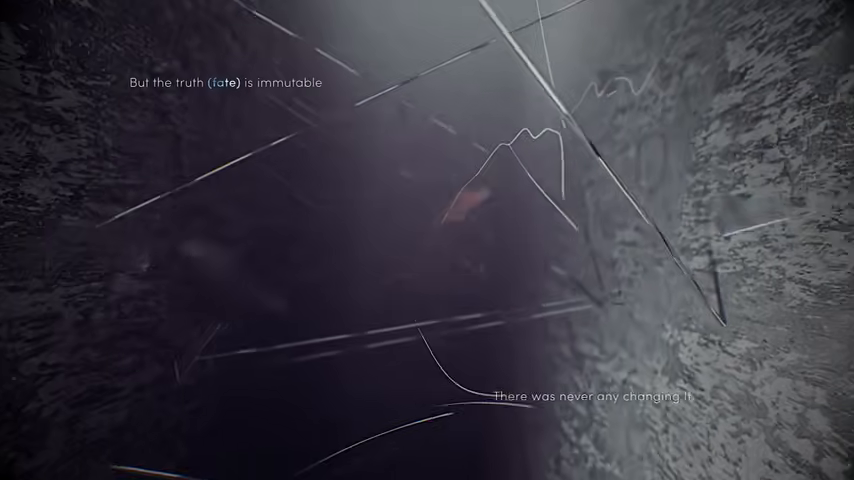 But the truth (fate) is immutable
There was never any changing it